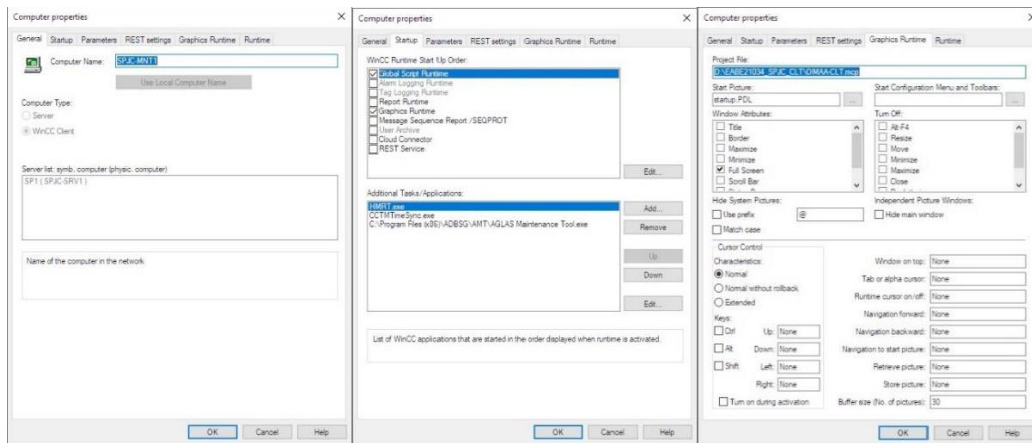 Computer properties
General Startup Parameters REST settings Graphics Runtime Runtime
Computer Name: SPJC-MNT1
Use Local Computer Name
Computer Type:
Server
WinCC Client
Server list: symb. computer (physic. computer)
SP1 ( SPJC-SRV1 )
Name of the computer in the network
OK Cancel Help
Computer properties
General Startup Parameters REST settings Graphics Runtime Runtime
WinCC Runtime Start Up Order:
Global Script Runtime
Alarm Logging Runtime
Tag Logging Runtime
Report Runtime
Graphics Runtime
Message Sequence Report /SEQPROT
User Archive
Cloud Connector
REST Service
Edit...
Additional Tasks/Applications:
HMRT.exe
CCTMTimeSync.exe
C:\Program Files (x86)\ADBSG\AMT\AGLAS Maintenance Tool.exe
Add...
Remove
Up
Down
Edit...
List of WinCC applications that are started in the order displayed when runtime is activated.
OK Cancel Help
Computer properties
General Startup Parameters REST settings Graphics Runtime Runtime
Project File:
D:\EABE21034_SPJC_CLT\OMAA-CLT.mcp
Start Picture: Start Configuration Menu and Toolbars:
startup.PDL ... ...
Window Attributes: Turn Off:
Title Alt-F4
Border Resize
Maximize Move
Minimize Minimize
Full Screen Maximize
Scroll Bar Close
Hide System Pictures: Independent Picture Windows:
Use prefix @ Hide main window
Match case
Cursor Control
Characteristics: Window on top: None
Normal Tab or alpha cursor: None
Normal without rollback Runtime cursor on/off: None
Extended Navigation forward: None
Keys:
Ctrl Up: None Navigation backward: None
Alt Down: None Navigation to start picture: None
Shift Left: None Retrieve picture: None
Right: None Store picture: None
Turn on during activation Buffer size (No. of pictures): 30
OK Cancel Help